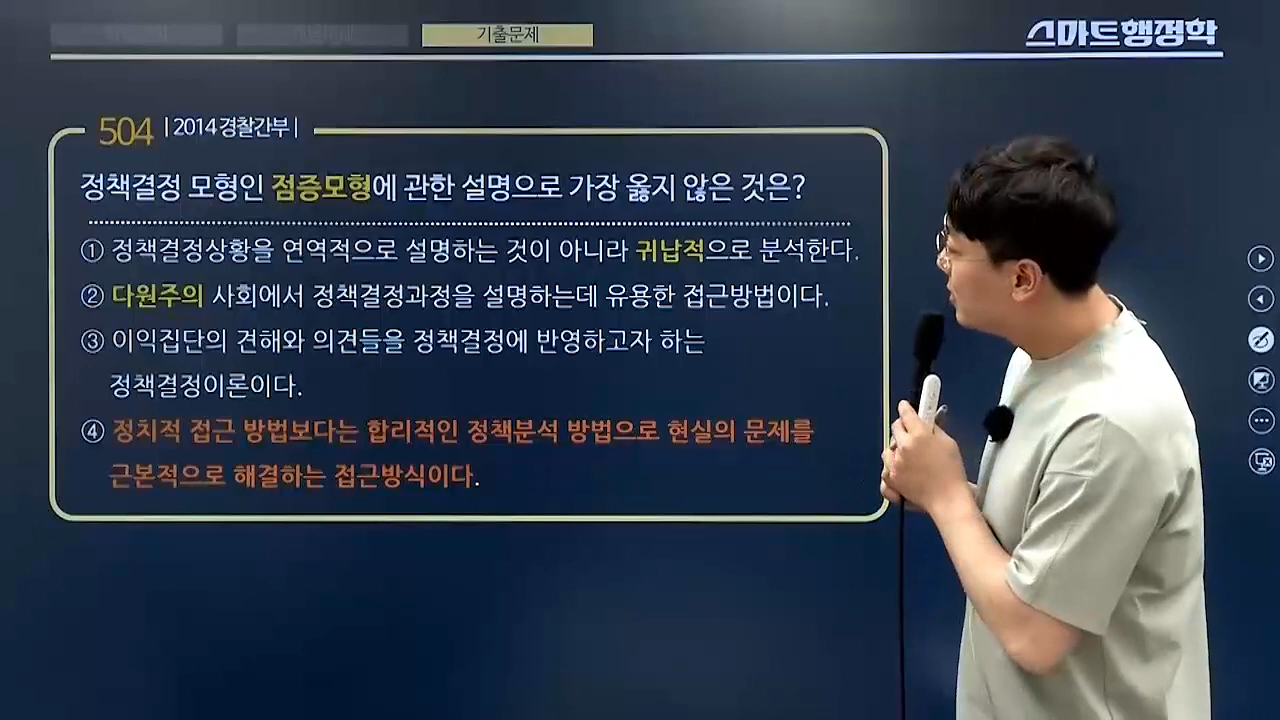 기출문제
스마트행정학
504 | 2014 경찰간부 |
정책결정 모형인 점증모형에 관한 설명으로 가장 옳지 않은 것은?
① 정책결정상황을 연역적으로 설명하는 것이 아니라 귀납적으로 분석한다.
② 다원주의 사회에서 정책결정과정을 설명하는데 유용한 접근방법이다.
③ 이익집단의 견해와 의견들을 정책결정에 반영하고자 하는
정책결정이론이다.
④ 정치적 접근 방법보다는 합리적인 정책분석 방법으로 현실의 문제를
근본적으로 해결하는 접근방식이다.